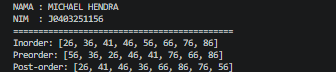 NAMA : MICHAEL HENDRA
NIM  : J0403251156
==========================================
Inorder: [26, 36, 41, 46, 56, 66, 76, 86]
Preorder: [56, 36, 26, 46, 41, 76, 66, 86]
Post-order: [26, 41, 46, 36, 66, 86, 76, 56]